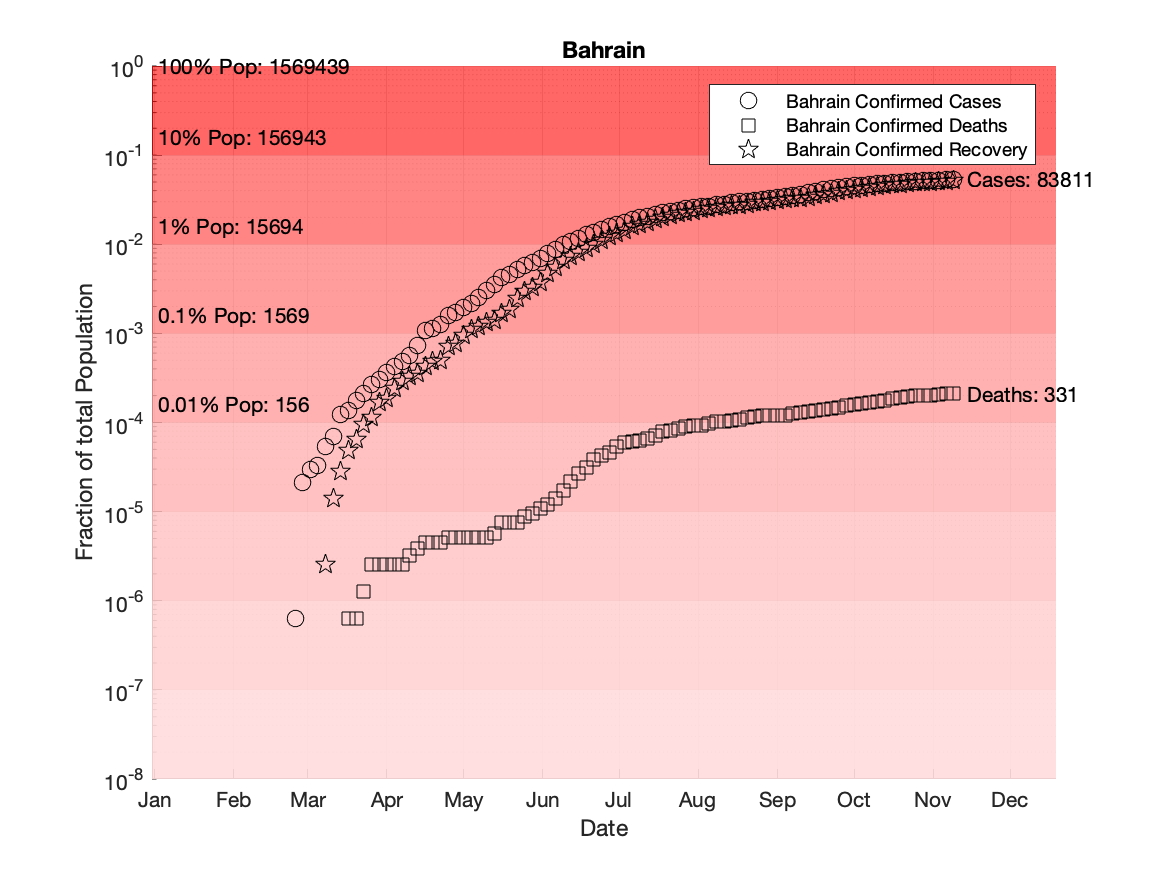 Bahrain
10^0
100% Pop: 1569439
Bahrain Confirmed Cases
Bahrain Confirmed Deaths
Bahrain Confirmed Recovery
10% Pop: 156943
10^-1
Cases: 83811
1% Pop: 15694
10^-2
0.1% Pop: 1569
10^-3
Deaths: 331
0.01% Pop: 156
10^-4
10^-5
10^-6
10^-7
10^-8
Fraction of total Population
Jan Feb Mar Apr May Jun Jul Aug Sep Oct Nov Dec
Date